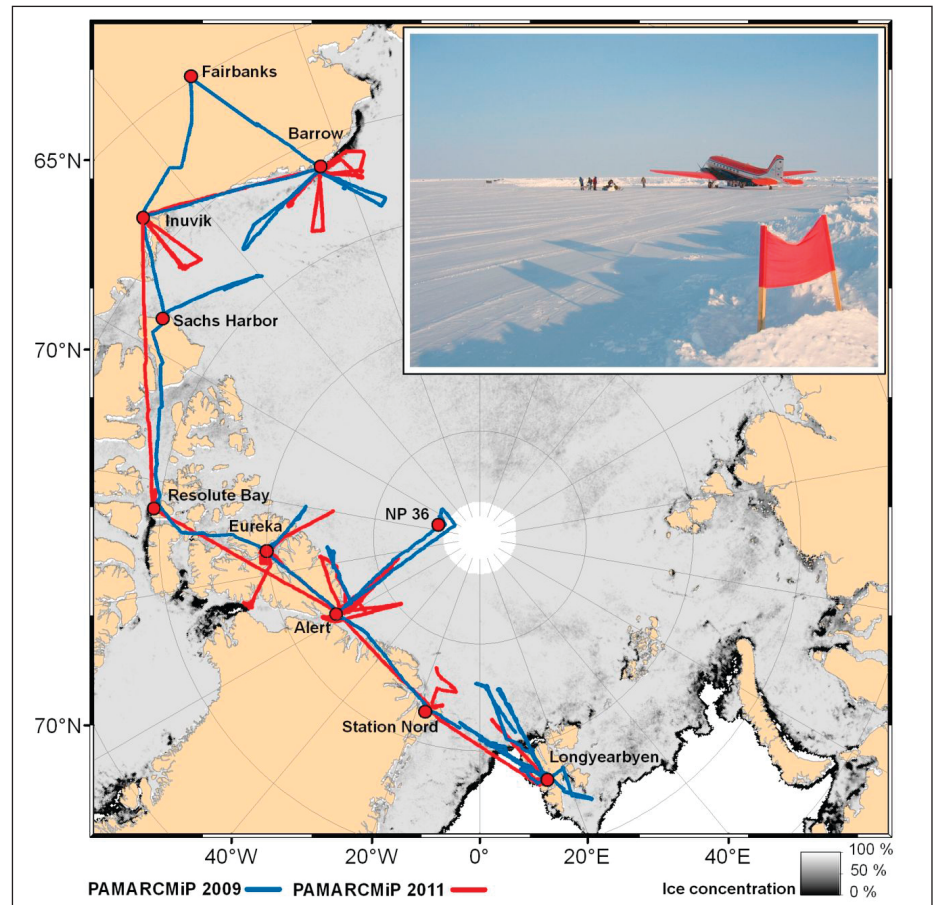 Fairbanks
Barrow
65°N
Inuvik
Sachs Harbor
70°N
Resolute Bay
Eureka
NP 36
Alert
70°N
Station Nord
Longyearbyen
40°W 20°W 0° 20°E 40°E
100 %
50 %
0 %
PAMARCMiP 2009 PAMARCMiP 2011 Ice concentration